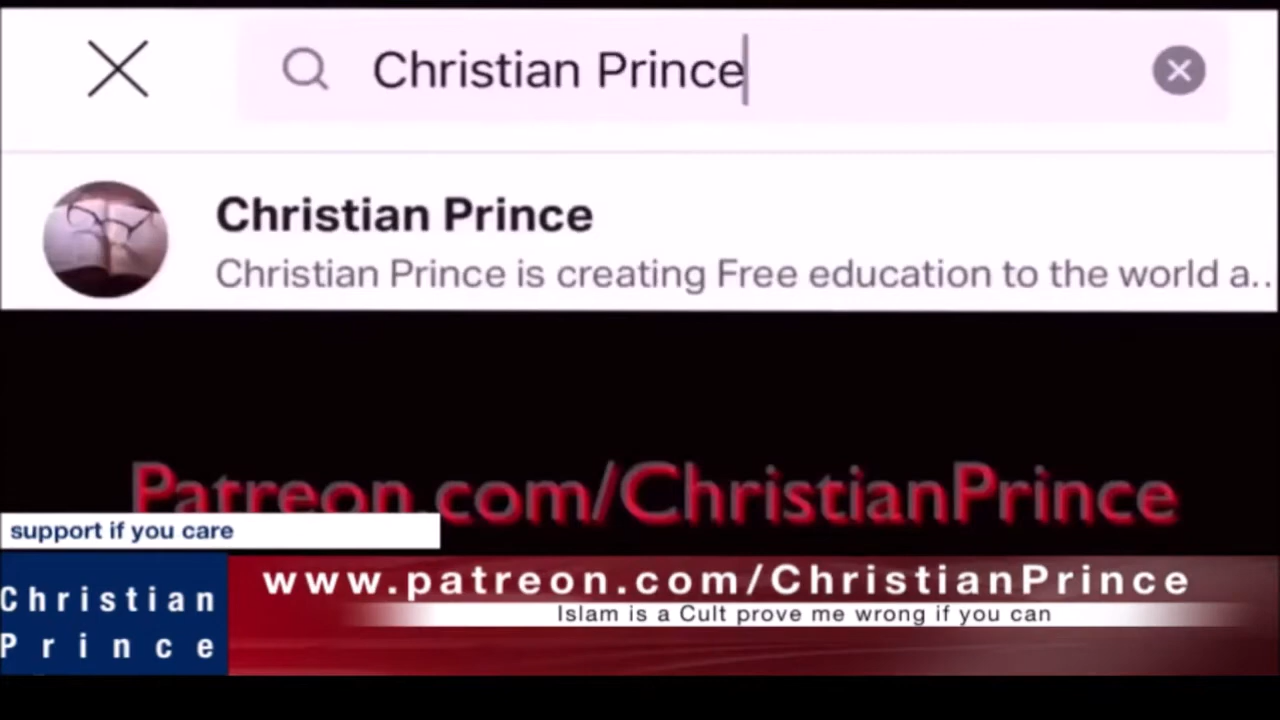 Christian Prince
Christian Prince
Christian Prince is creating Free education to the world a..
Patreon.com/ChristianPrince
support if you care
Christian
Prince
www.patreon.com/ChristianPrince
Islam is a Cult prove me wrong if you can